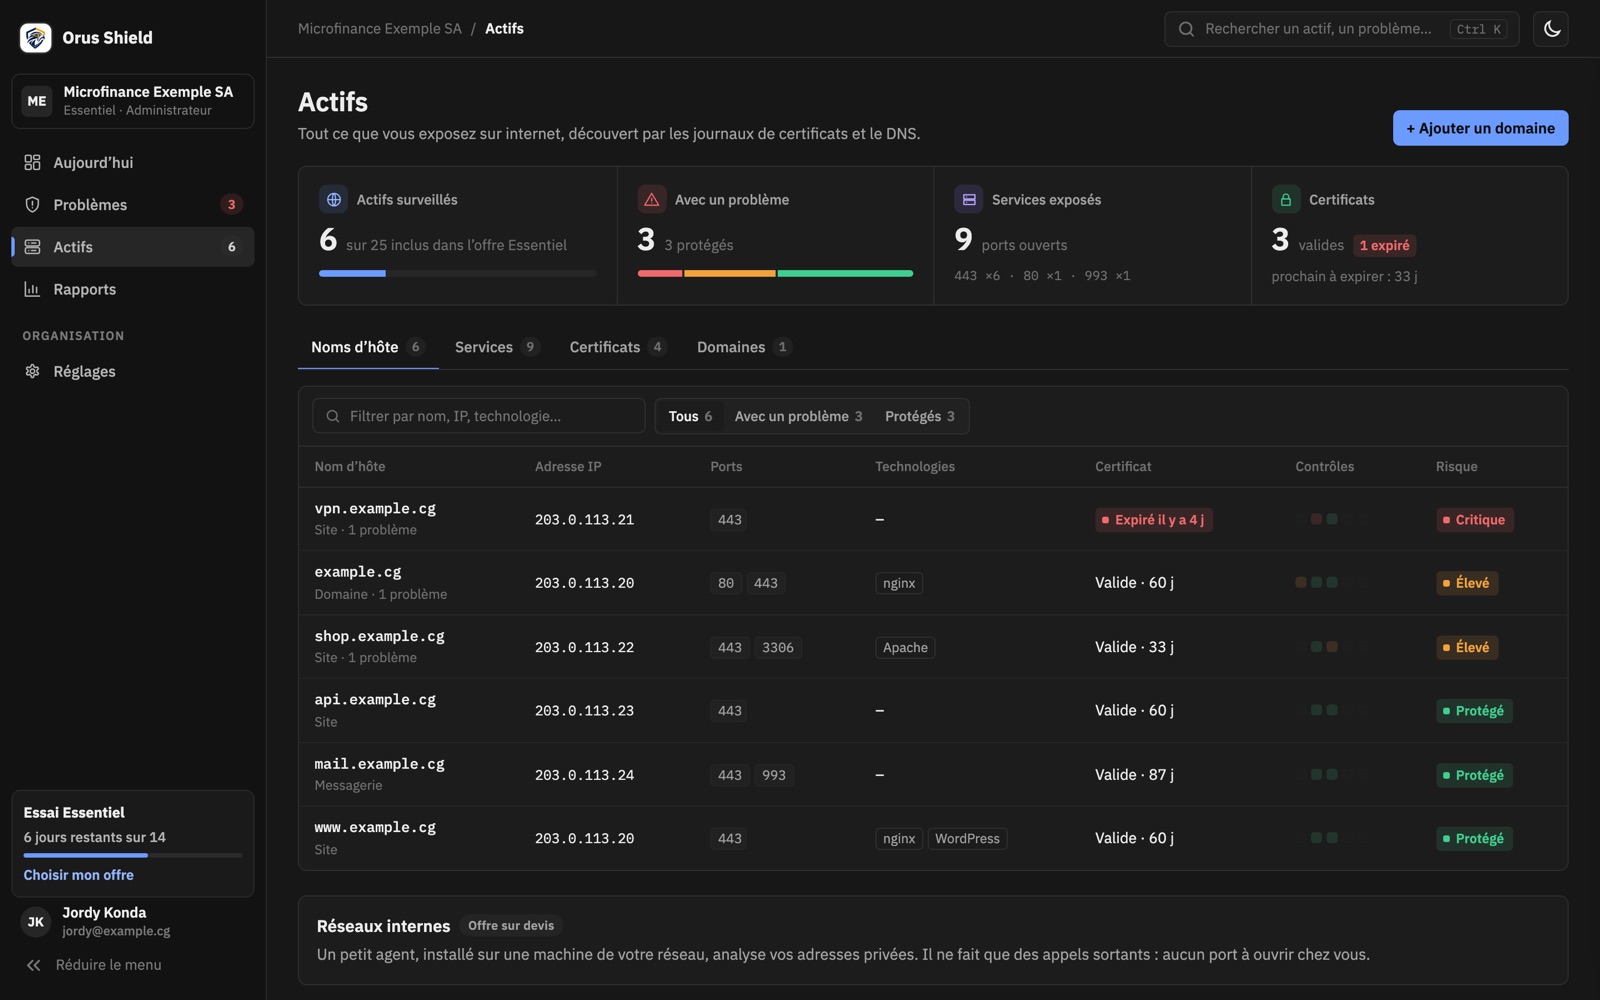 Orus Shield
Microfinance Exemple SA / Actifs
Rechercher un actif, un problème... Ctrl K
ME
Microfinance Exemple SA
Essentiel · Administrateur
Aujourd’hui
Problèmes 3
Actifs 6
Rapports
ORGANISATION
Réglages
Essai Essentiel
6 jours restants sur 14
Choisir mon offre
JK
Jordy Konda
jordy@example.cg
Réduire le menu
Actifs
Tout ce que vous exposez sur internet, découvert par les journaux de certificats et le DNS.
+ Ajouter un domaine
Actifs surveillés
6 sur 25 inclus dans l’offre Essentiel
Avec un problème
3 3 protégés
Services exposés
9 ports ouverts
443 ×6 · 80 ×1 · 993 ×1
Certificats
3 valides 1 expiré
prochain à expirer : 33 j
Noms d’hôte 6 Services 9 Certificats 4 Domaines 1
Filtrer par nom, IP, technologie...
Tous 6 Avec un problème 3 Protégés 3
Nom d’hôte Adresse IP Ports Technologies Certificat Contrôles Risque
vpn.example.cg 203.0.113.21 443 – Expiré il y a 4 j Critique
Site · 1 problème
example.cg 203.0.113.20 80 443 nginx Valide · 60 j Élevé
Domaine · 1 problème
shop.example.cg 203.0.113.22 443 3306 Apache Valide · 33 j Élevé
Site · 1 problème
api.example.cg 203.0.113.23 443 – Valide · 60 j Protégé
Site
mail.example.cg 203.0.113.24 443 993 – Valide · 87 j Protégé
Messagerie
www.example.cg 203.0.113.20 443 nginx WordPress Valide · 60 j Protégé
Site
Réseaux internes Offre sur devis
Un petit agent, installé sur une machine de votre réseau, analyse vos adresses privées. Il ne fait que des appels sortants : aucun port à ouvrir chez vous.